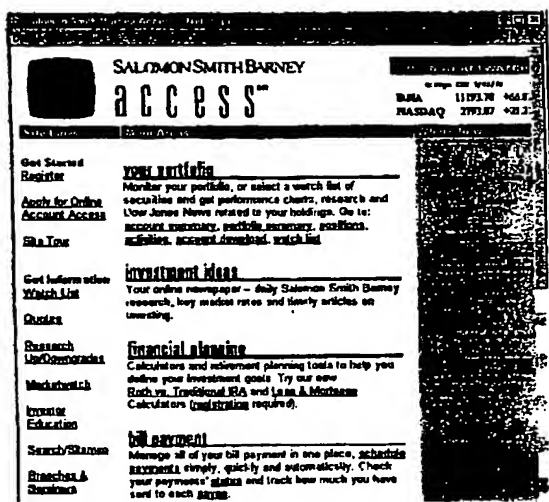 SALOMON SMITH BARNEY
access
NASDAQ
Get Started
Register
Apply for Online
Account Access
Site Tour
Get Information
Watch List
Quotes
Research
Up/Downgrades
Marketwatch
Investor
Education
Search/Sitemap
your portfolio
Monitor your portfolio, or select a watch list of
securities and get performance charts, research and
Dow Jones News related to your holdings. Go to:
account summary, portfolio summary, positions,
activities, account download, watch list
investment ideas
Your online newspaper – daily Salomon Smith Barney
research, key market rates and timely articles on
investing.
financial planning
Calculators and retirement planning tools to help you
define your investment goals. Try our new
Roth vs. Traditional IRA and Loan & Mortgage
Calculators (registration required).
bill payment
Manage all of your bill payment in one place, schedule
payments simply, quickly and automatically. Check
your payments' status and track how much you have
sent to each payee.